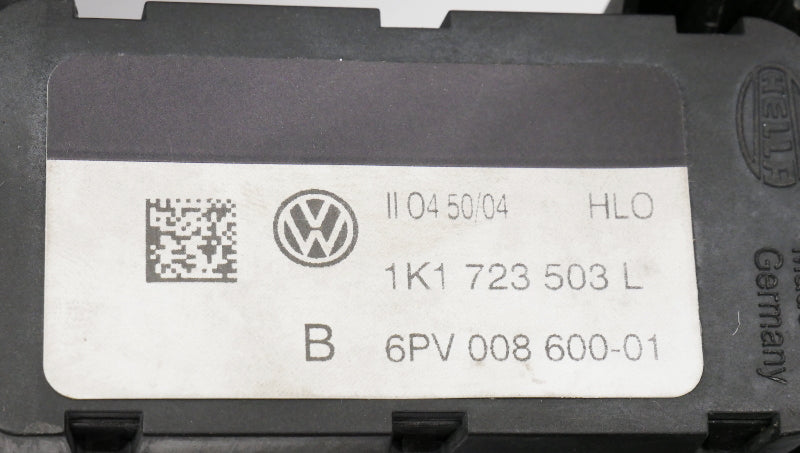 II 04 50/04 HLO
1K1 723 503 L
B 6PV 008 600-01
HELLA
Germany